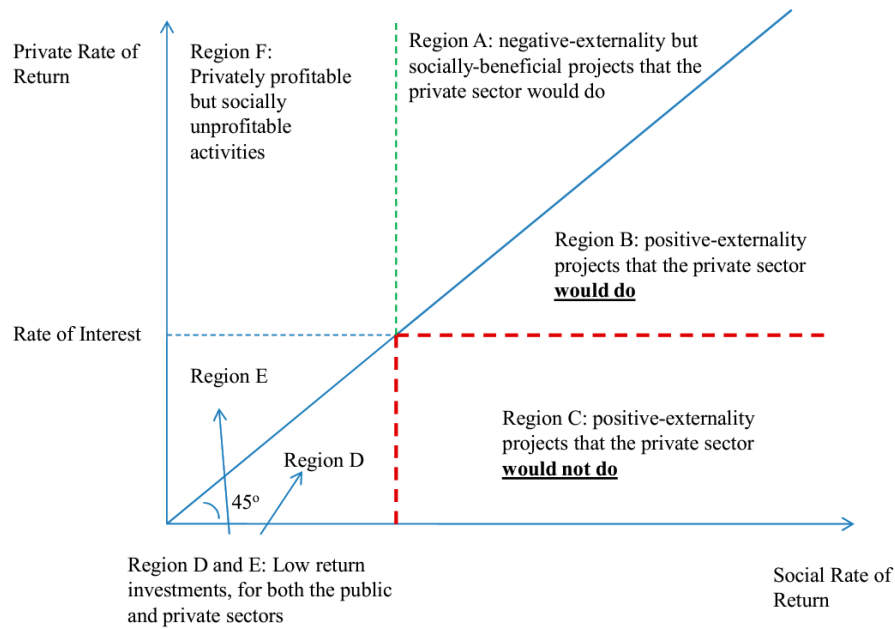 Private Rate of
Return
Region F:
Privately profitable
but socially
unprofitable
activities
Region A: negative-externality but
socially-beneficial projects that the
private sector would do
Region B: positive-externality
projects that the private sector
would do
Rate of Interest
Region E
Region C: positive-externality
projects that the private sector
would not do
Region D
45º
Region D and E: Low return
investments, for both the public
and private sectors
Social Rate of
Return